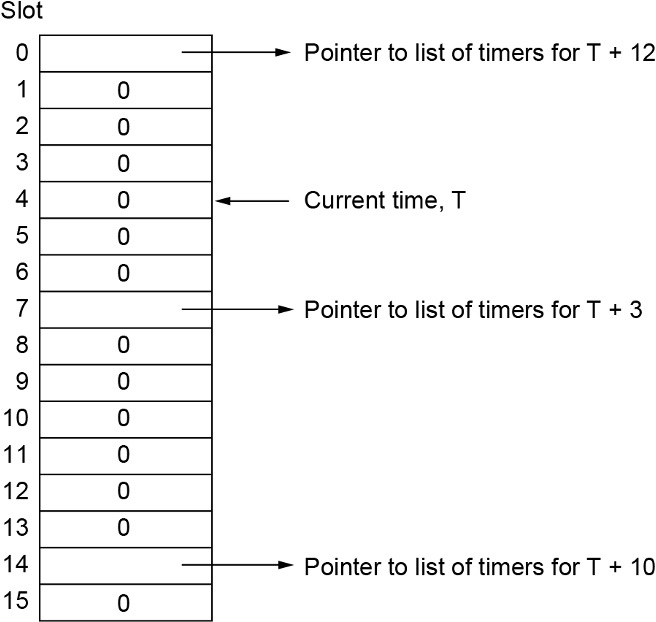 Slot
0 Pointer to list of timers for T + 12
1 0
2 0
3 0
4 0 Current time, T
5 0
6 0
7 Pointer to list of timers for T + 3
8 0
9 0
10 0
11 0
12 0
13 0
14 Pointer to list of timers for T + 10
15 0